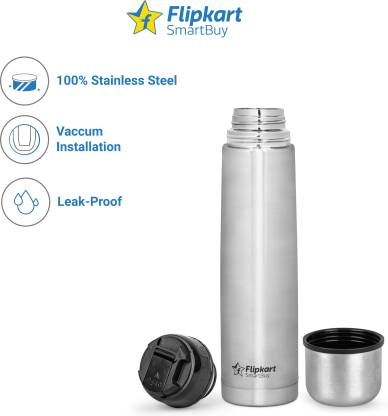 Flipkart
SmartBuy
100% Stainless Steel
Vaccum
Installation
Leak-Proof
Flipkart
SmartBuy